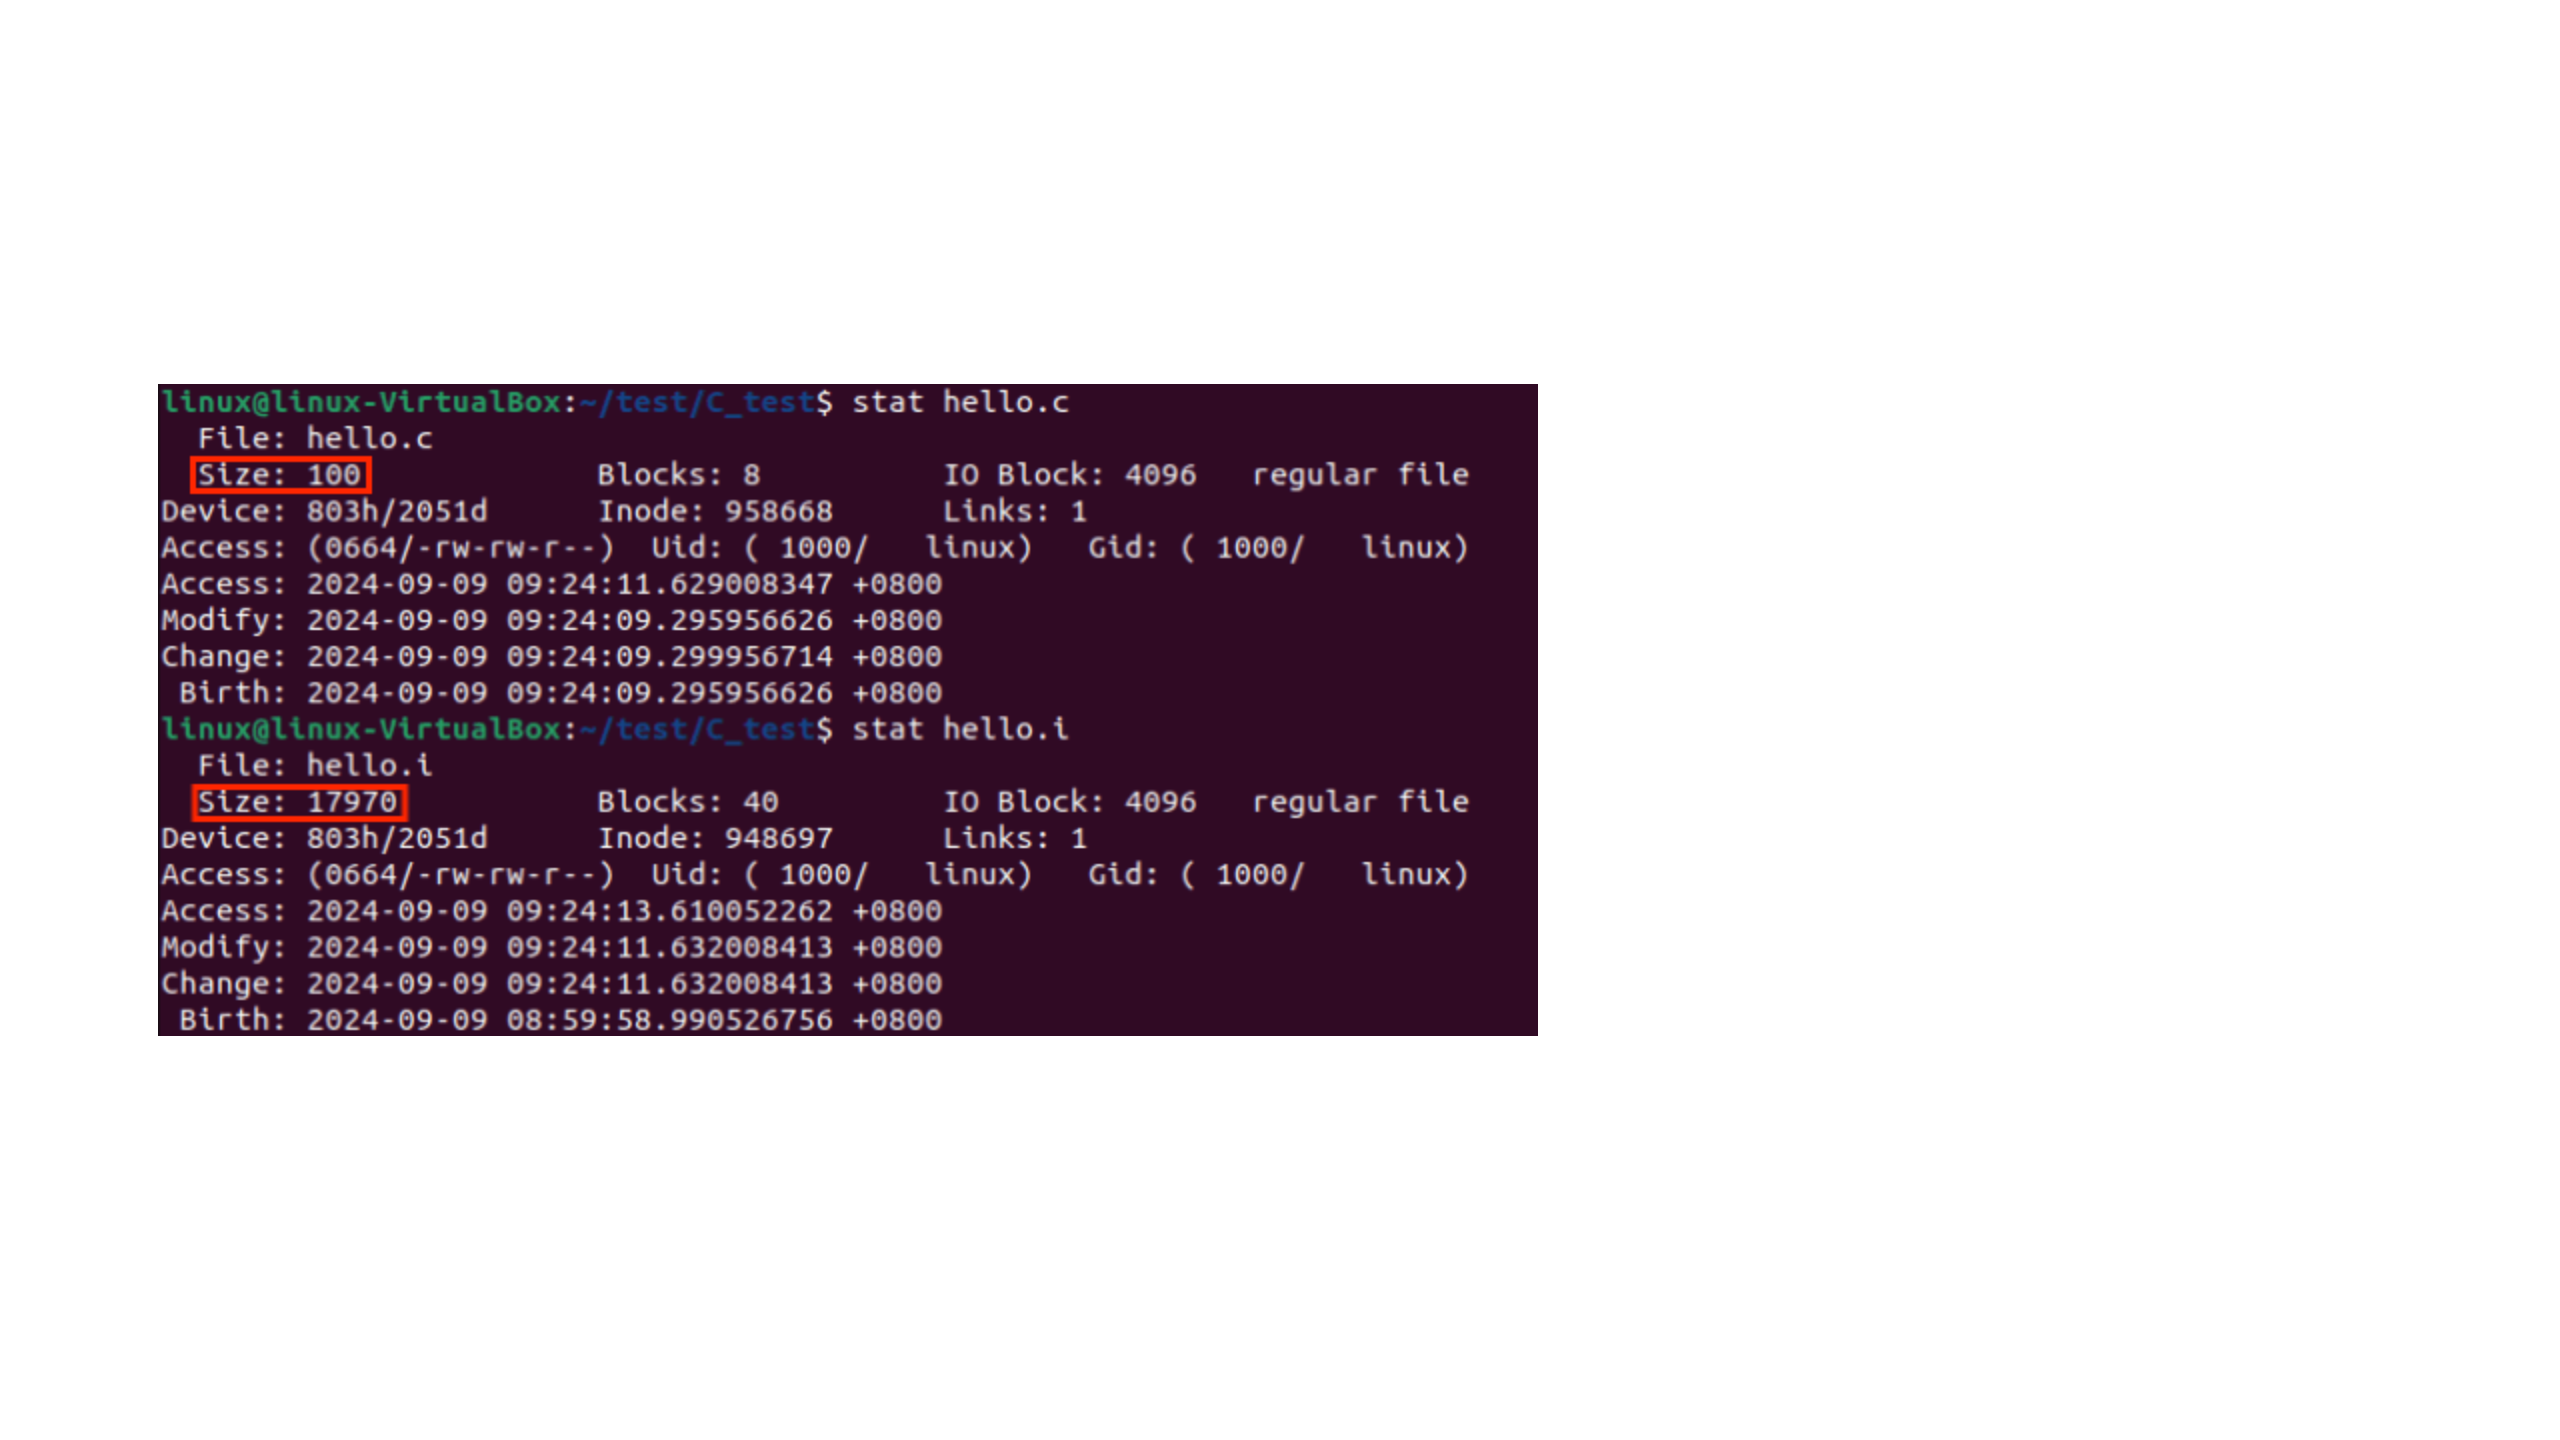 linux@linux-VirtualBox:~/test/C_test$ stat hello.c
  File: hello.c
  Size: 100             Blocks: 8          IO Block: 4096   regular file
Device: 803h/2051d      Inode: 958668      Links: 1
Access: (0664/-rw-rw-r--)  Uid: ( 1000/   linux)   Gid: ( 1000/   linux)
Access: 2024-09-09 09:24:11.629008347 +0800
Modify: 2024-09-09 09:24:09.295956626 +0800
Change: 2024-09-09 09:24:09.299956714 +0800
 Birth: 2024-09-09 09:24:09.295956626 +0800
linux@linux-VirtualBox:~/test/C_test$ stat hello.i
  File: hello.i
  Size: 17970           Blocks: 40         IO Block: 4096   regular file
Device: 803h/2051d      Inode: 948697      Links: 1
Access: (0664/-rw-rw-r--)  Uid: ( 1000/   linux)   Gid: ( 1000/   linux)
Access: 2024-09-09 09:24:13.610052262 +0800
Modify: 2024-09-09 09:24:11.632008413 +0800
Change: 2024-09-09 09:24:11.632008413 +0800
 Birth: 2024-09-09 08:59:58.990526756 +0800